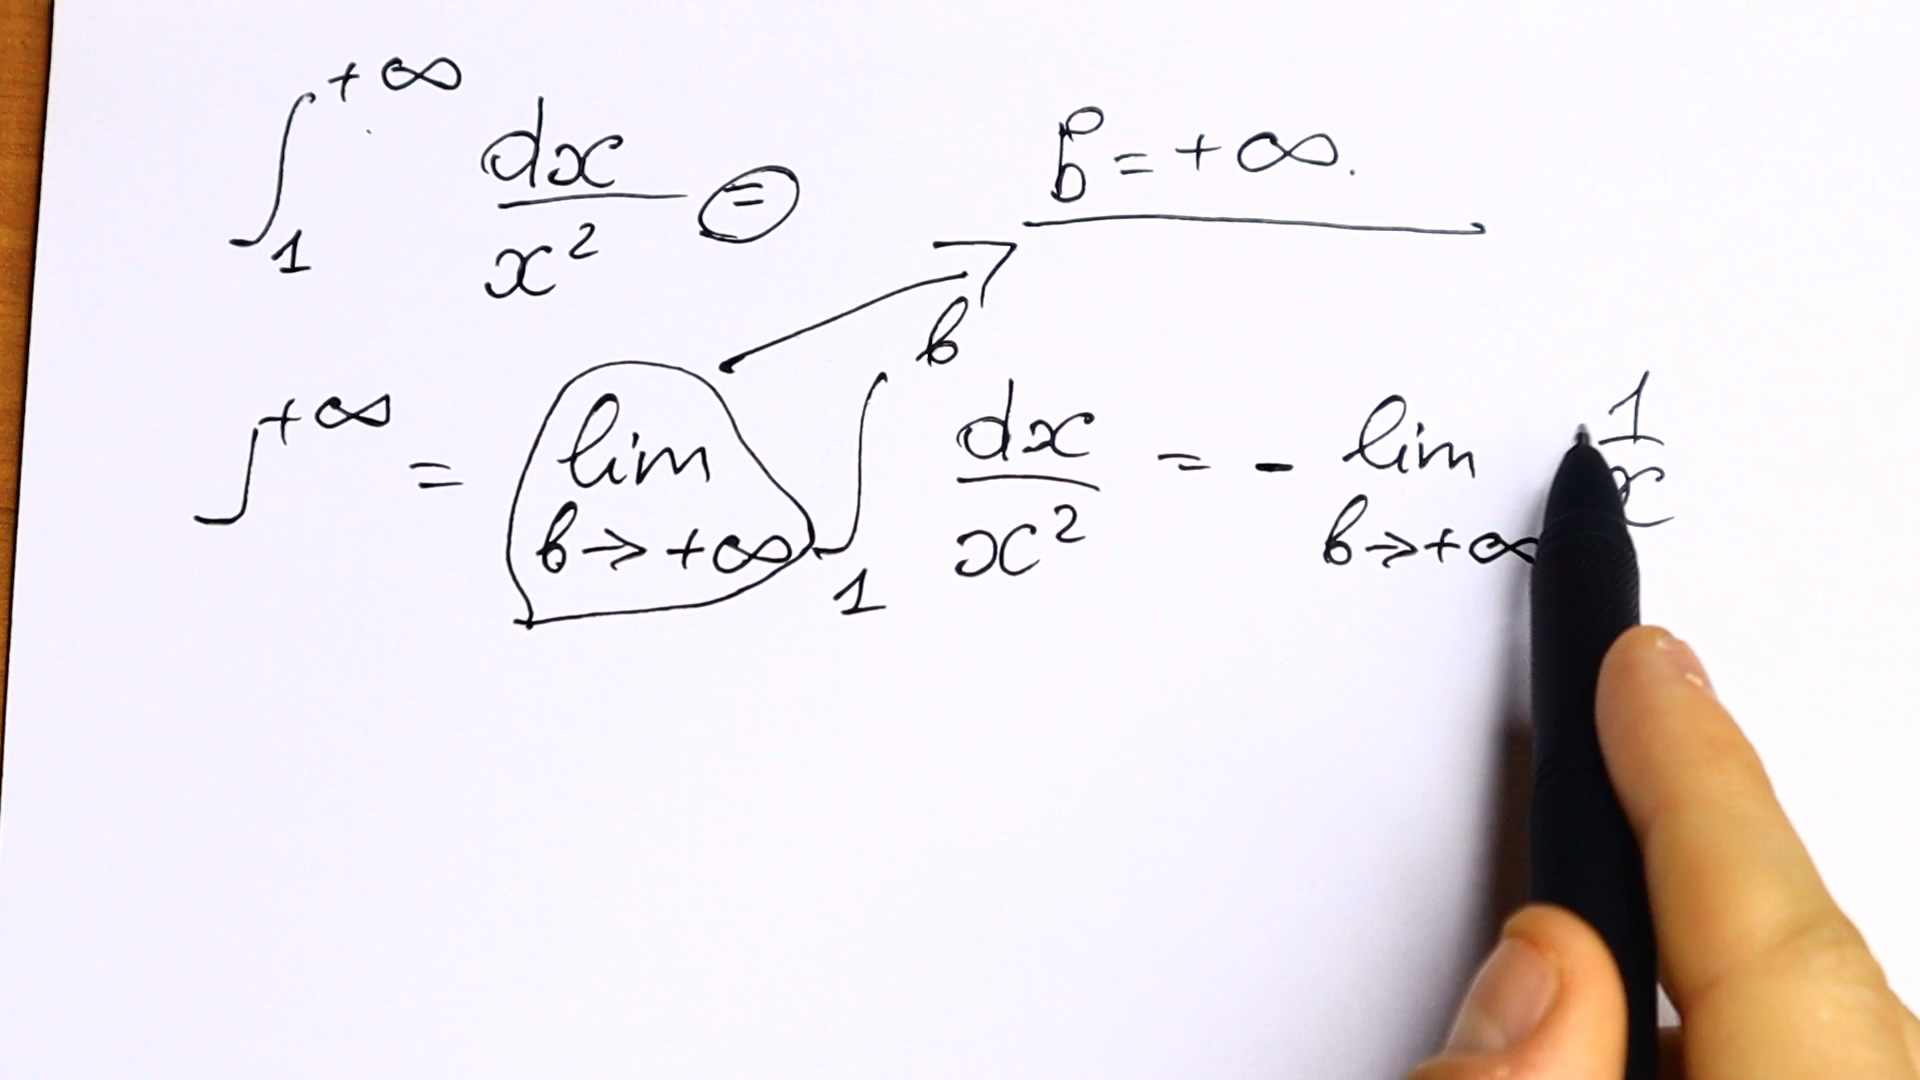 ∫₁^{+∞} dx/x² =
b = +∞.
∫^{+∞} = lim_{b→+∞} ∫₁^b dx/x² = - lim_{b→+∞} 1/x